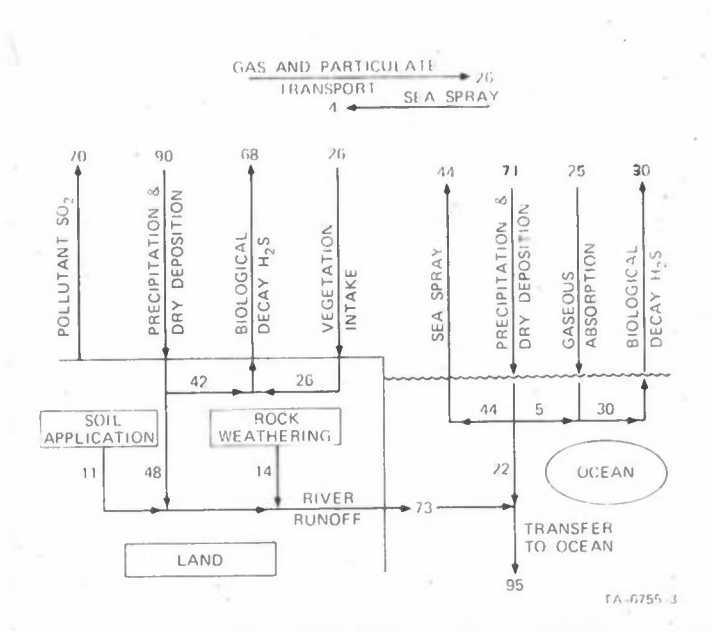 GAS AND PARTICULATE
TRANSPORT
26
SEA SPRAY
4
70
90
68
26
44
71
25
30
POLLUTANT SO2
PRECIPITATION &
DRY DEPOSITION
BIOLOGICAL
DECAY H2S
VEGETATION
INTAKE
SEA SPRAY
PRECIPITATION &
DRY DEPOSITION
GASEOUS
ABSORPTION
BIOLOGICAL
DECAY H2S
42
26
44
5
30
SOIL
APPLICATION
ROCK
WEATHERING
11
48
14
22
OCEAN
RIVER
RUNOFF
73
TRANSFER
TO OCEAN
LAND
95
TA-6755-3